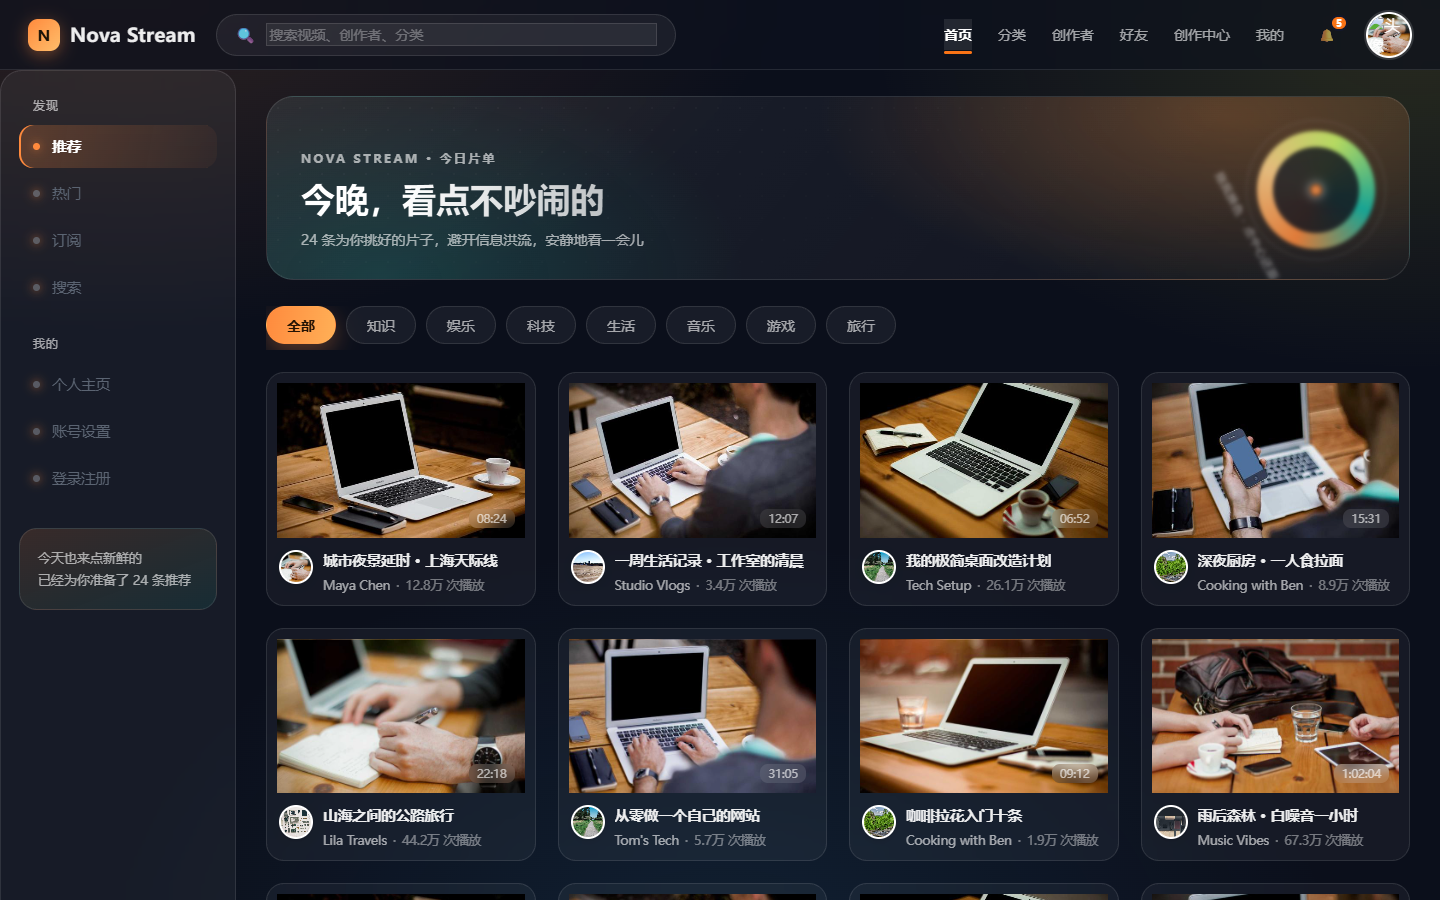 N Nova Stream
搜索视频、创作者、分类
首页 分类 创作者 好友 创作中心 我的
5
头
发现
推荐
热门
订阅
搜索
我的
个人主页
账号设置
登录注册
今天也来点新鲜的
已经为你准备了 24 条推荐
NOVA STREAM • 今日片单
今晚，看点不吵闹的
24 条为你挑好的片子，避开信息洪流，安静地看一会儿
全部 知识 娱乐 科技 生活 音乐 游戏 旅行
08:24
城市夜景延时 • 上海天际线
Maya Chen · 12.8万 次播放
12:07
一周生活记录 • 工作室的清晨
Studio Vlogs · 3.4万 次播放
06:52
我的极简桌面改造计划
Tech Setup · 26.1万 次播放
15:31
深夜厨房 • 一人食拉面
Cooking with Ben · 8.9万 次播放
22:18
山海之间的公路旅行
Lila Travels · 44.2万 次播放
31:05
从零做一个自己的网站
Tom's Tech · 5.7万 次播放
09:12
咖啡拉花入门十条
Cooking with Ben · 1.9万 次播放
1:02:04
雨后森林 • 白噪音一小时
Music Vibes · 67.3万 次播放